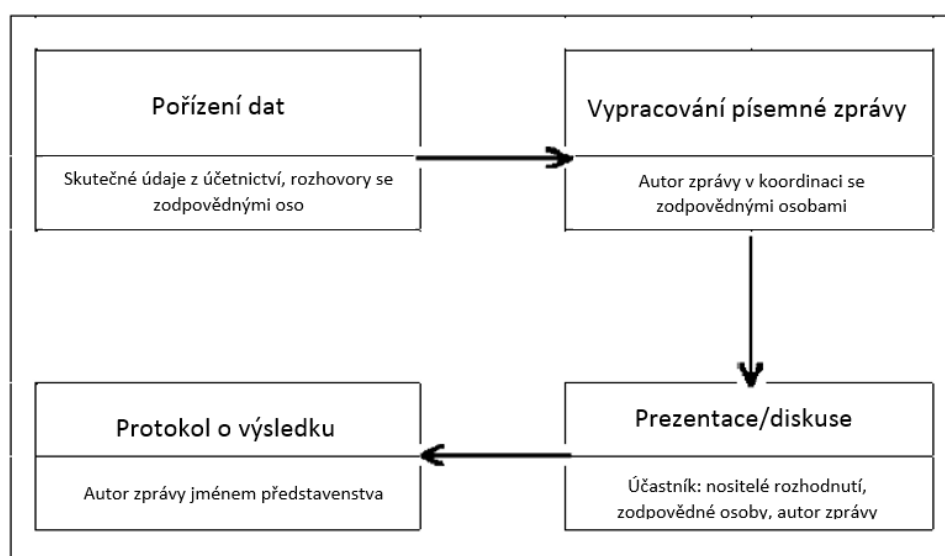 Pořízení dat
Skutečné údaje z účetnictví, rozhovory se
zodpovědnými oso
Vypracování písemné zprávy
Autor zprávy v koordinaci se
zodpovědnými osobami
Prezentace/diskuse
Účastník: nositelé rozhodnutí,
zodpovědné osoby, autor zprávy
Protokol o výsledku
Autor zprávy jménem představenstva